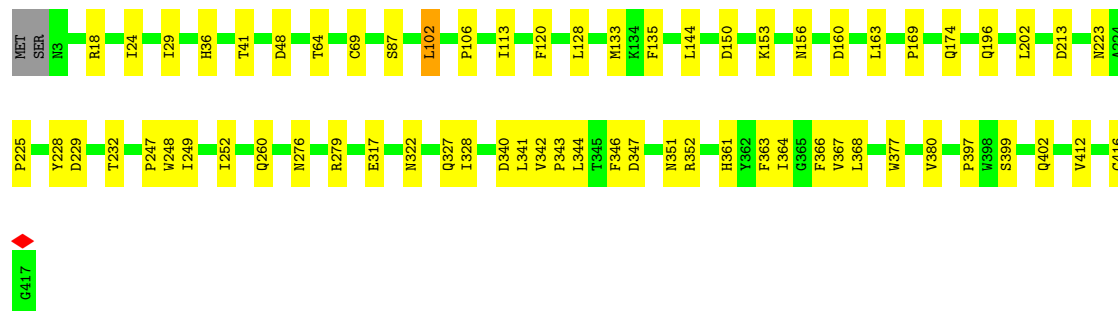 MET SER N3 R18 I24 I29 H36 T41 D48 T64 C69 S87 L102 P106 I113 F120 L128 M133 K134 F135 L144 D150 K153 N156 D160 L163 P169 Q174 Q196 L202 D213 N223 A224
P225 Y228 D229 T232 P247 W248 I249 I252 Q260 N276 R279 E317 N322 Q327 I328 D340 L341 V342 P343 L344 T345 F346 D347 N351 R352 H361 Y362 F363 I364 G365 F366 V367 L368 W377 V380 P397 W398 S399 Q402 V412
G417